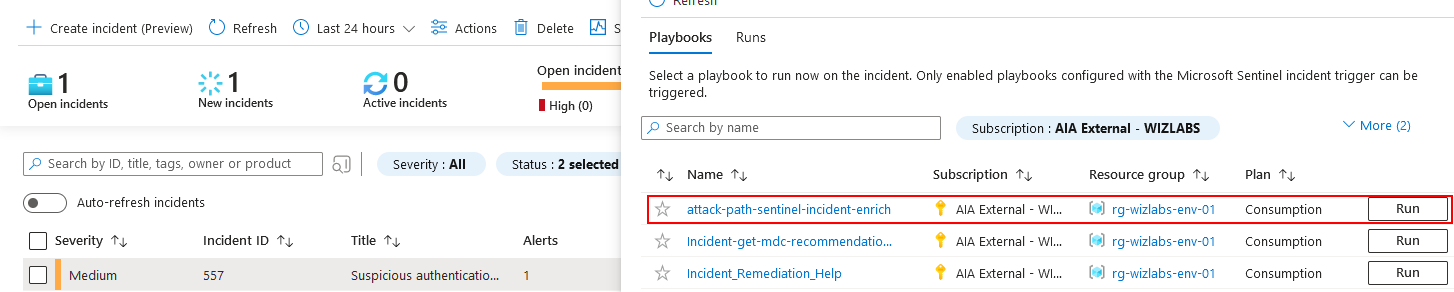 Create incident (Preview) Refresh Last 24 hours Actions Delete S
1
Open incidents
1
New incidents
0
Active incidents
Open incident
High (0)
Search by ID, title, tags, owner or product
Severity : All
Status : 2 selected
Auto-refresh incidents
Severity Incident ID Title Alerts
Medium 557 Suspicious authenticatio... 1
Refresh
Playbooks Runs
Select a playbook to run now on the incident. Only enabled playbooks configured with the Microsoft Sentinel incident trigger can be
triggered.
Search by name
Subscription : AIA External - WIZLABS
More (2)
Name Subscription Resource group Plan
attack-path-sentinel-incident-enrich AIA External - WI... rg-wizlabs-env-01 Consumption Run
Incident-get-mdc-recommendatio... AIA External - WI... rg-wizlabs-env-01 Consumption Run
Incident_Remediation_Help AIA External - WI... rg-wizlabs-env-01 Consumption Run